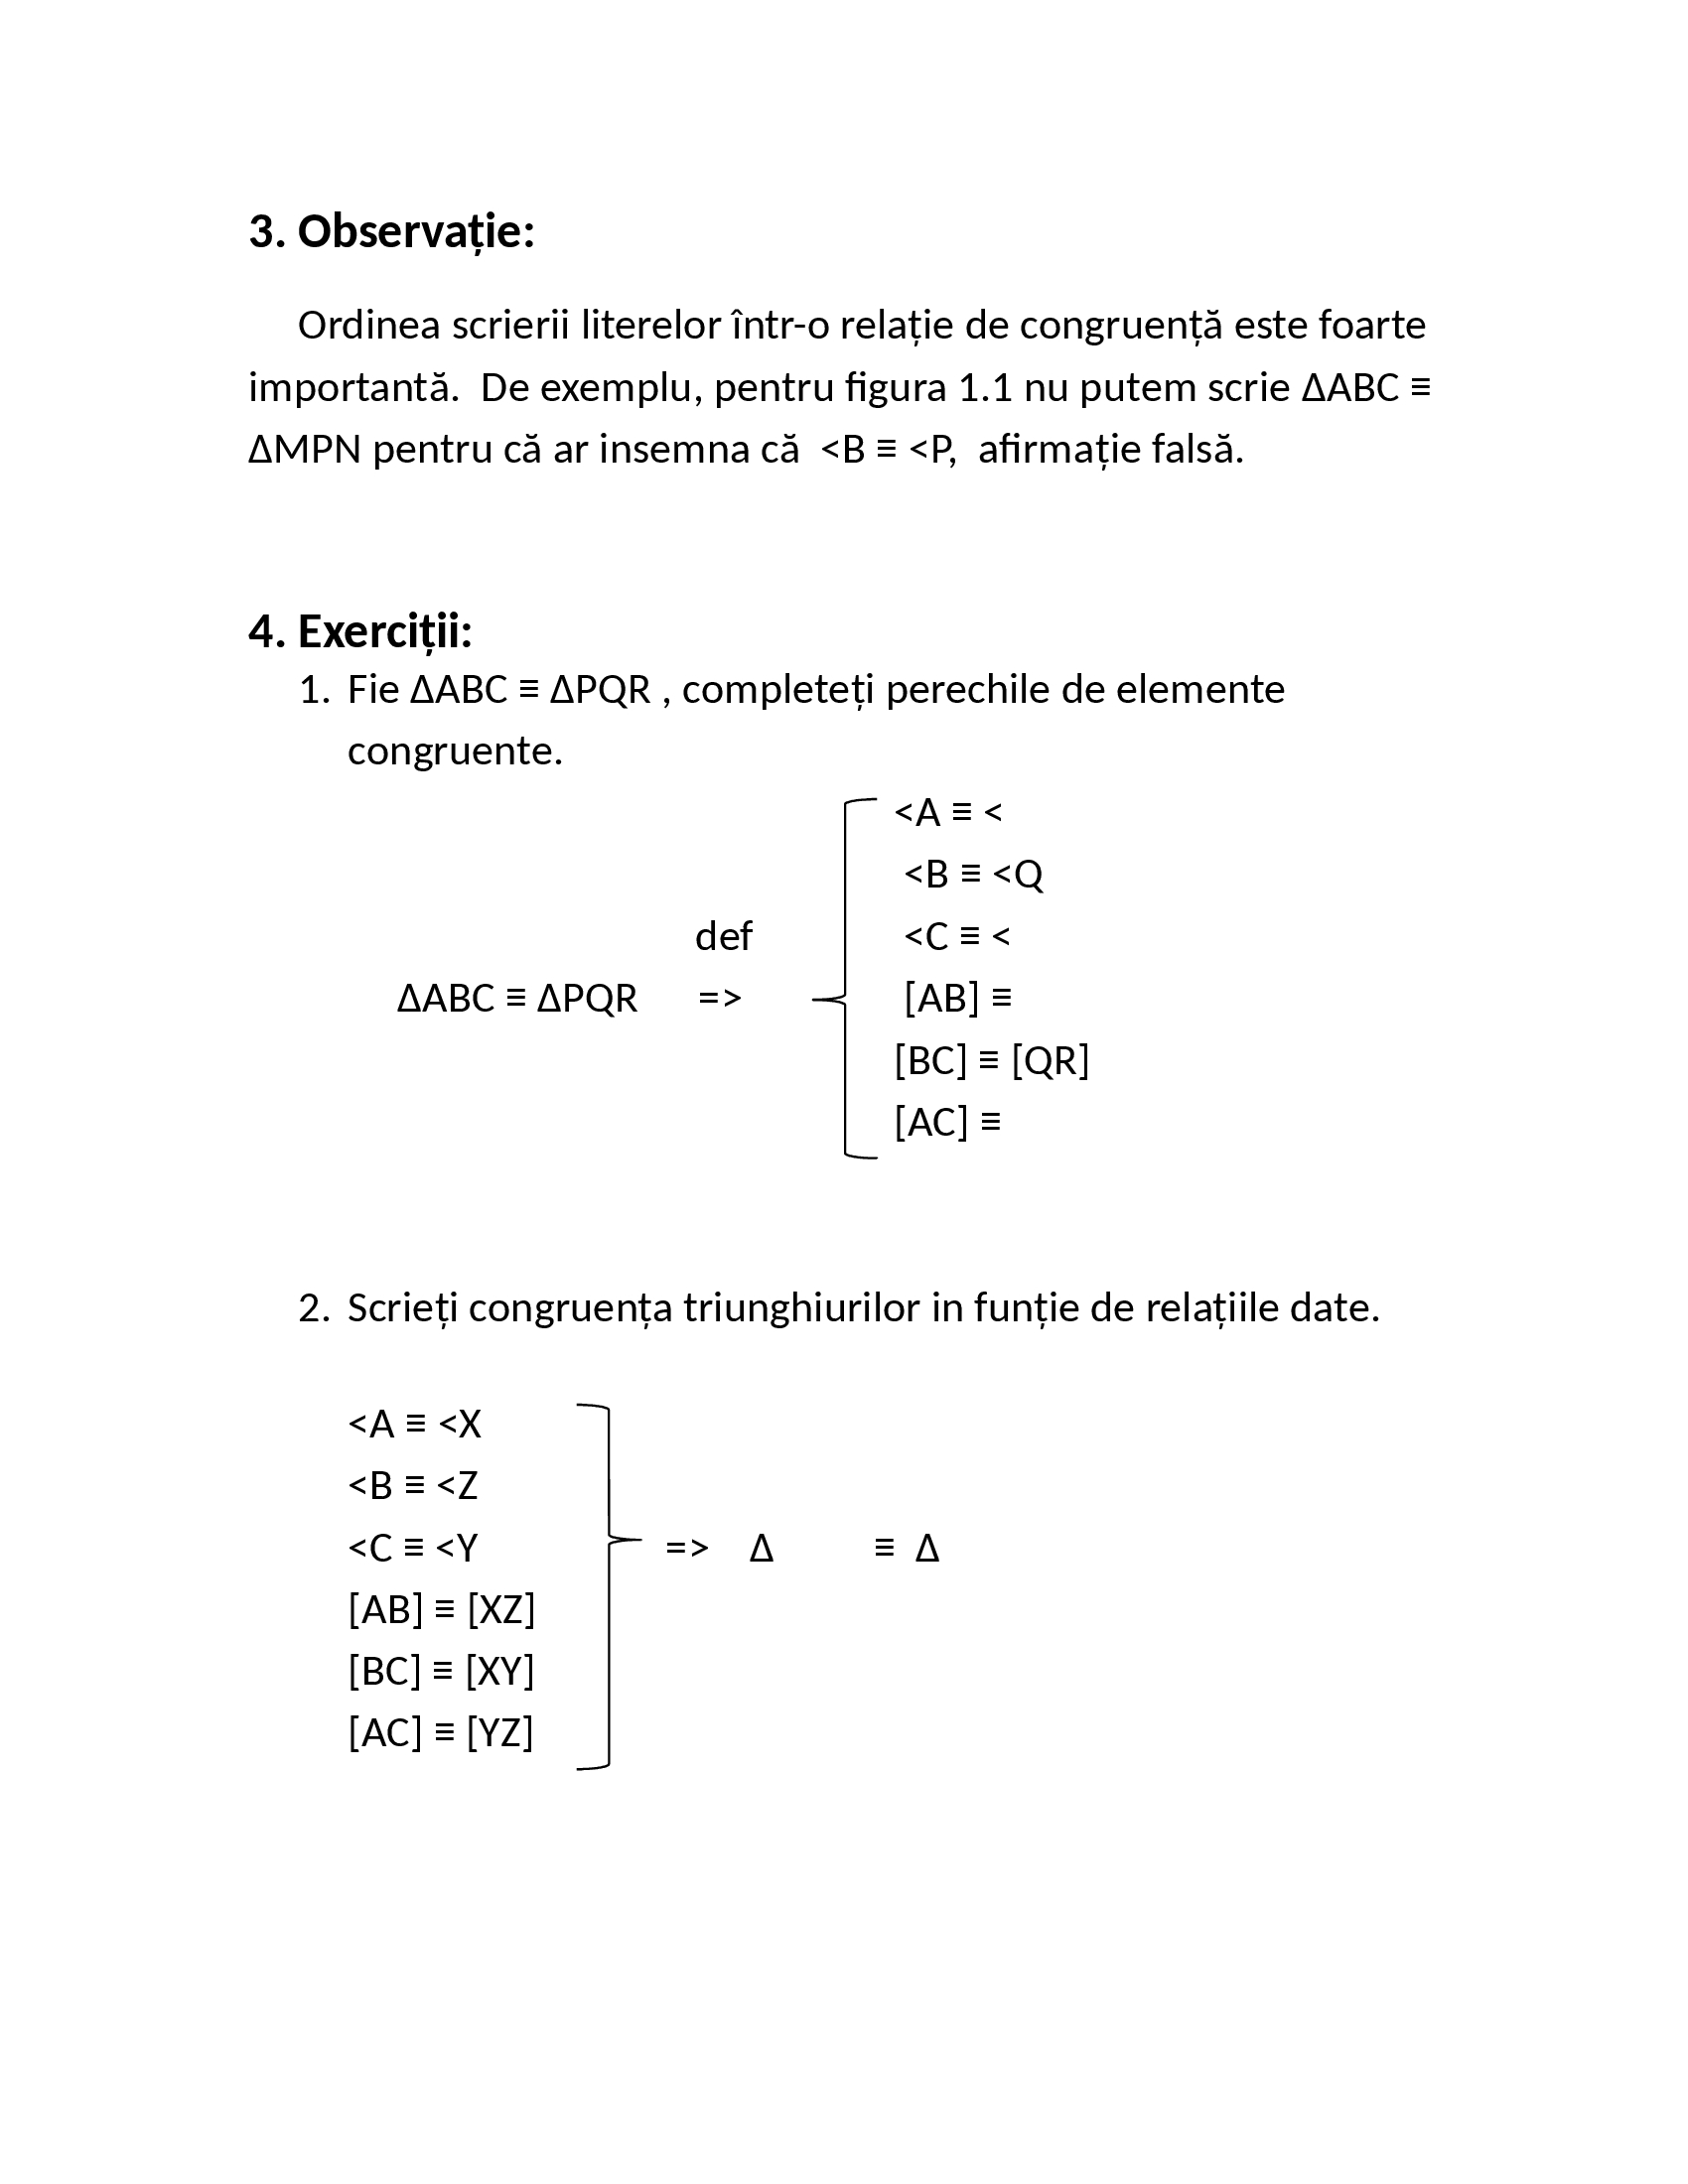 3. Observație:
Ordinea scrierii literelor într-o relație de congruență este foarte
importantă.  De exemplu, pentru figura 1.1 nu putem scrie ΔABC ≡
ΔMPN pentru că ar insemna că  <B ≡ <P,  afirmație falsă.
4. Exerciții:
1. Fie ΔABC ≡ ΔPQR , completeți perechile de elemente
congruente.
<A ≡ <
<B ≡ <Q
def
<C ≡ <
ΔABC ≡ ΔPQR => [AB] ≡
[BC] ≡ [QR]
[AC] ≡
2. Scrieți congruența triunghiurilor in funție de relațiile date.
<A ≡ <X
<B ≡ <Z
<C ≡ <Y => Δ ≡ Δ
[AB] ≡ [XZ]
[BC] ≡ [XY]
[AC] ≡ [YZ]